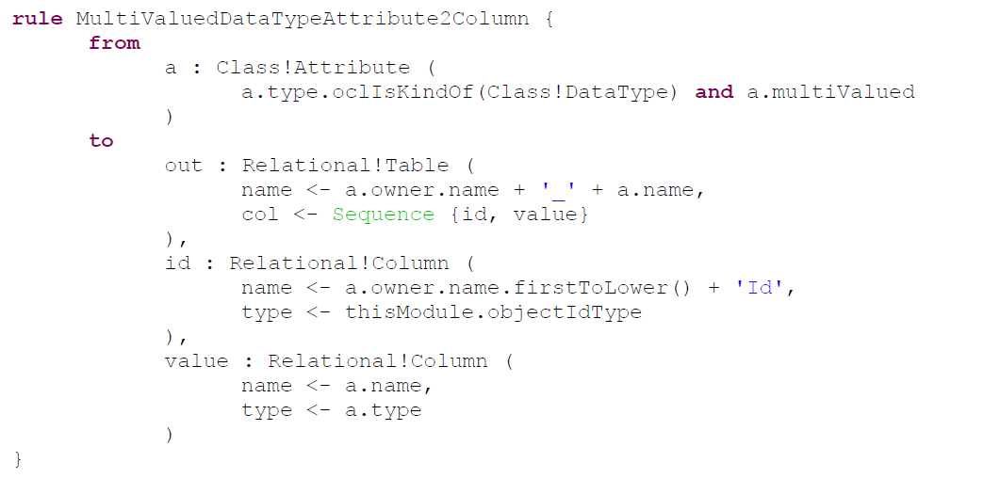 rule MultiValuedDataTypeAttribute2Column {
from
a : Class!Attribute (
a.type.oclIsKindOf(Class!DataType) and a.multiValued
)
to
out : Relational!Table (
name <- a.owner.name + '_' + a.name,
col <- Sequence {id, value}
),
id : Relational!Column (
name <- a.owner.name.firstToLower() + 'Id',
type <- thisModule.objectIdType
),
value : Relational!Column (
name <- a.name,
type <- a.type
)
}